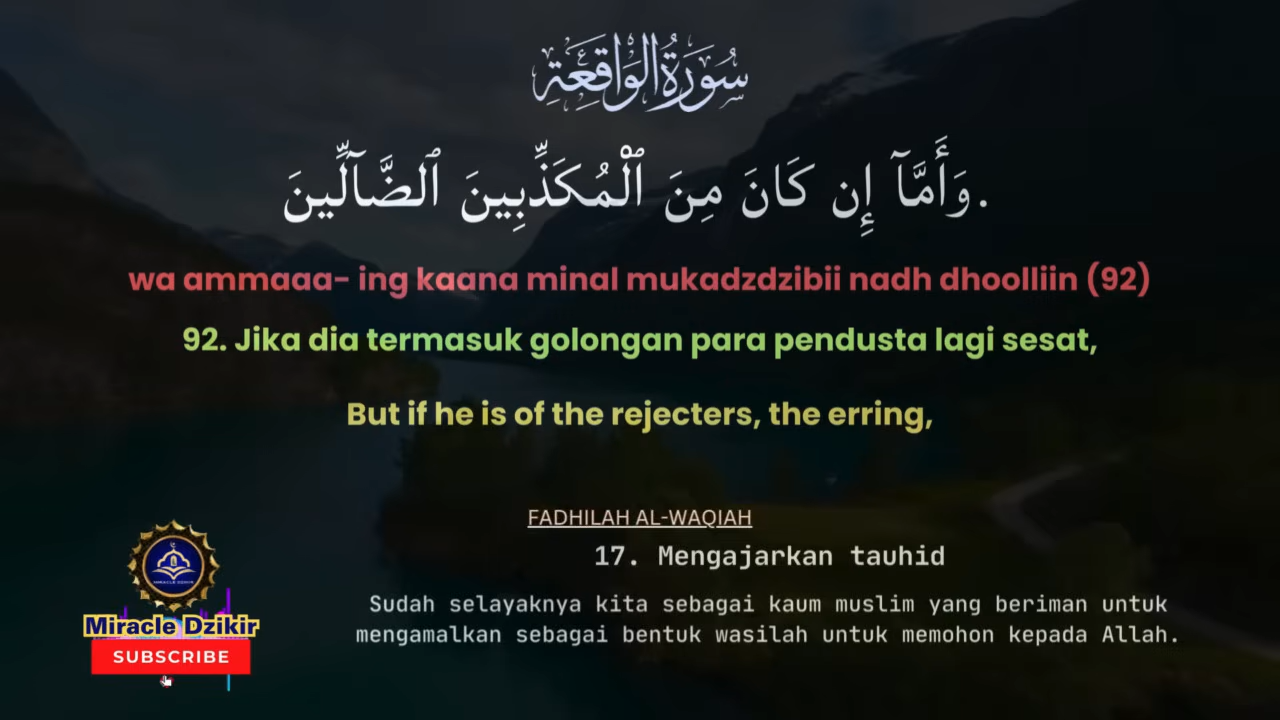 سُورَةُ الوَاقِعَةِ
وَأَمَّآ إِن كَانَ مِنَ ٱلْمُكَذِّبِينَ ٱلضَّآلِّينَ.
wa ammaaa- ing kaana minal mukadzdzibii nadh dhoolliin (92)
92. Jika dia termasuk golongan para pendusta lagi sesat,
But if he is of the rejecters, the erring,
FADHILAH AL-WAQIAH
17. Mengajarkan tauhid
Sudah selayaknya kita sebagai kaum muslim yang beriman untuk
mengamalkan sebagai bentuk wasilah untuk memohon kepada Allah.
MIRACLE DZIKIR
Miracle Dzikir
SUBSCRIBE